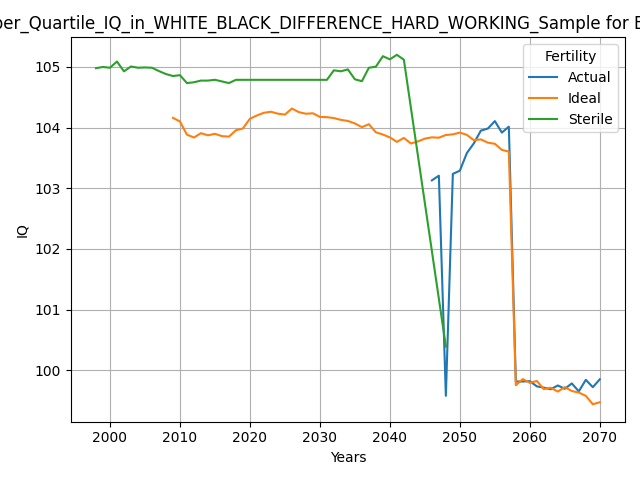 per_Quartile_IQ_in_WHITE_BLACK_DIFFERENCE_HARD_WORKING_Sample for
Fertility
Actual
Ideal
Sterile
105
104
103
102
101
100
IQ
2000
2010
2020
2030
2040
2050
2060
2070
Years